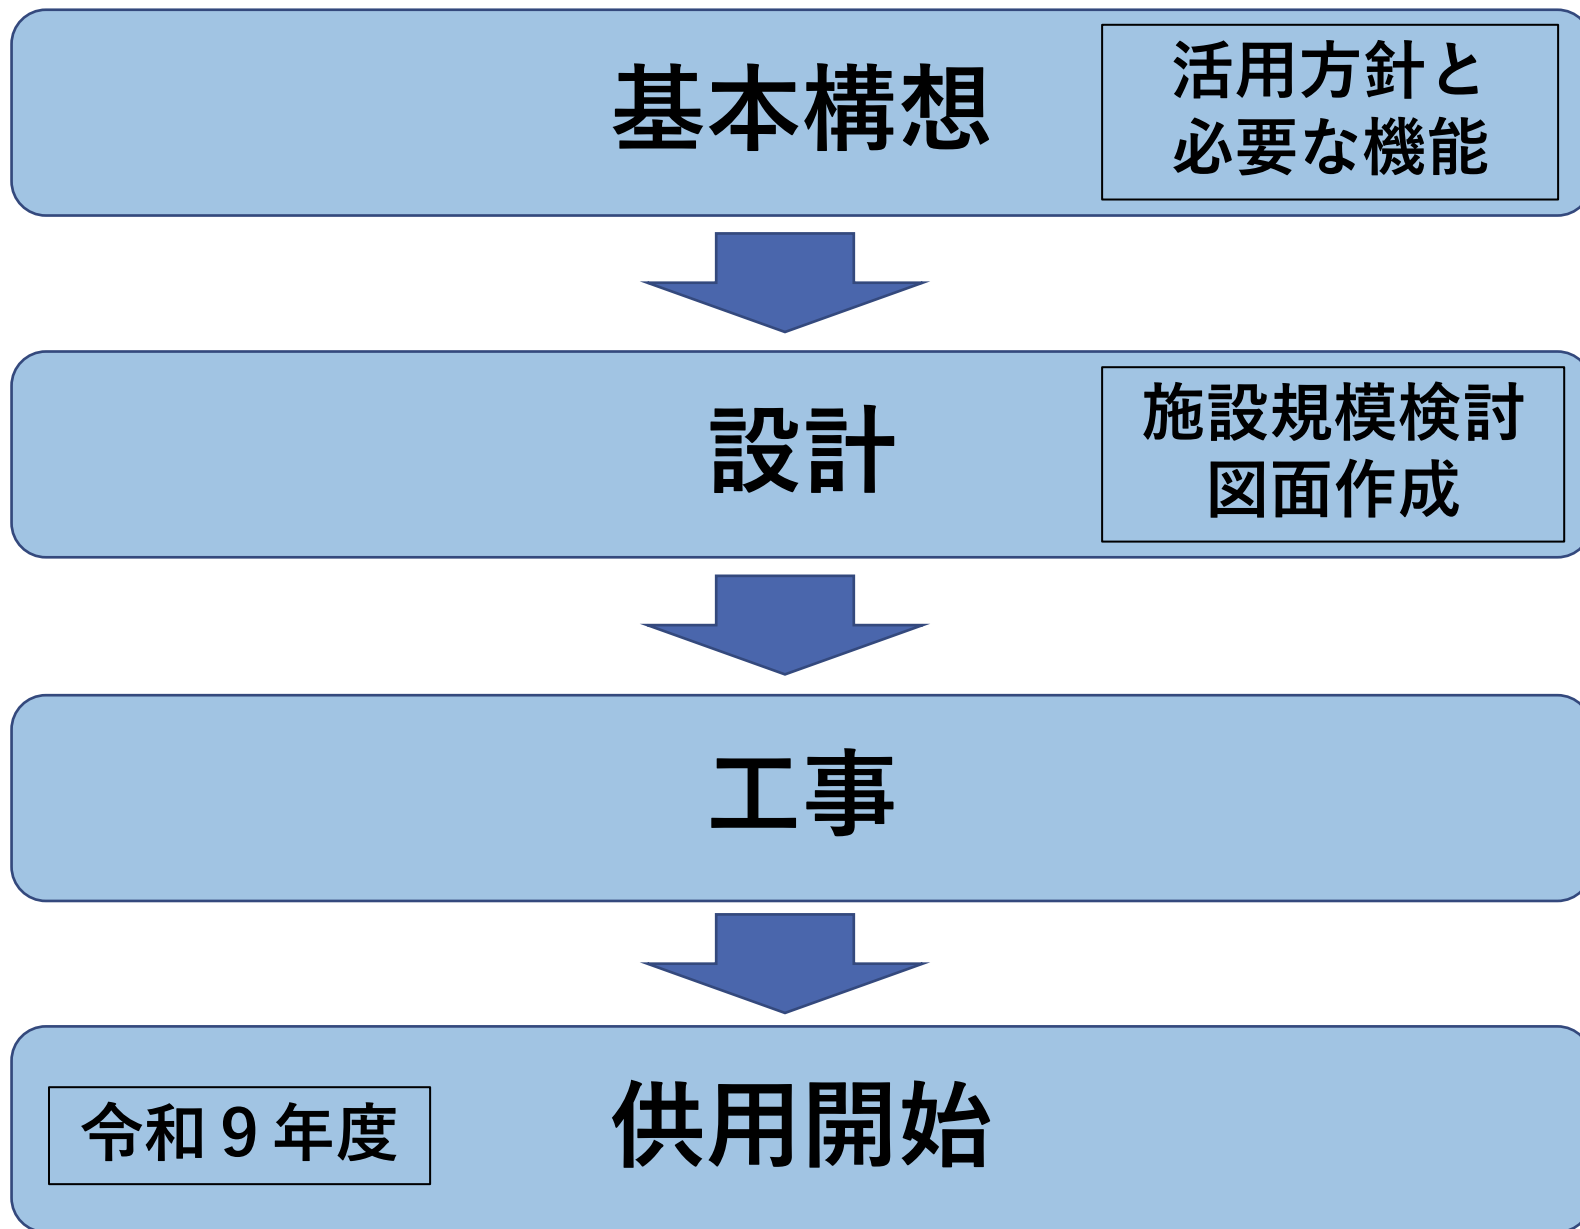 基本構想
活用方針と
必要な機能
設計
施設規模検討
図面作成
工事
令和９年度
供用開始